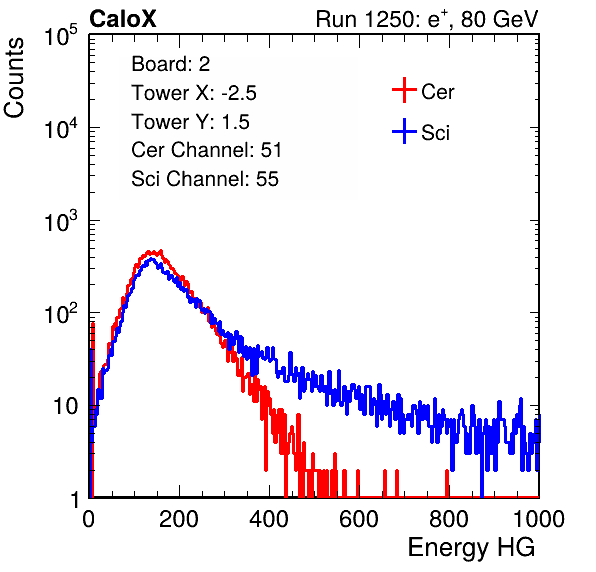 CaloX Run 1250: e⁺, 80 GeV
Board: 2
Tower X: -2.5
Tower Y: 1.5
Cer Channel: 51
Sci Channel: 55
Cer
Sci
Counts
10⁵
10⁴
10³
10²
10
1
0 200 400 600 800 1000
Energy HG